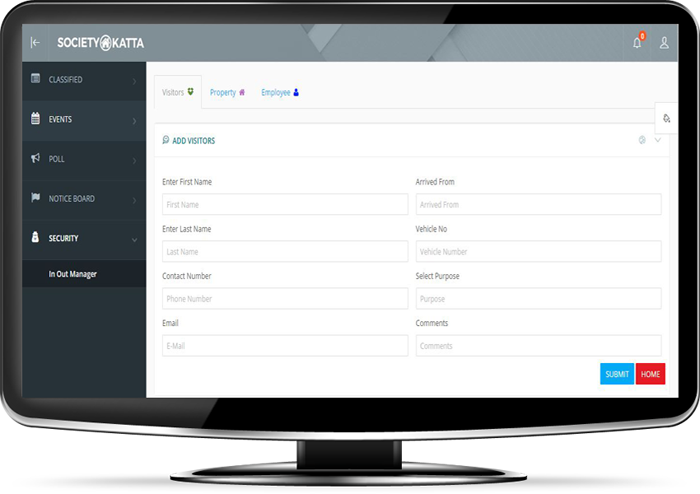 SOCIETY KATTA
0
CLASSIFIED
EVENTS
POLL
NOTICE BOARD
SECURITY
In Out Manager
Visitors
Property
Employee
ADD VISITORS
Enter First Name
First Name
Arrived From
Arrived From
Enter Last Name
Last Name
Vehicle No
Vehicle Number
Contact Number
Phone Number
Select Purpose
Purpose
Email
E-Mail
Comments
Comments
SUBMIT
HOME